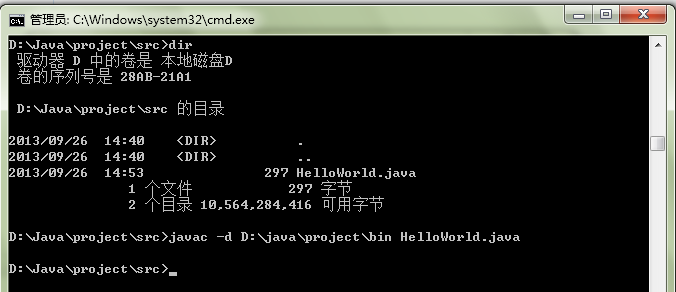 管理员: C:\Windows\system32\cmd.exe
D:\Java\project\src>dir
驱动器 D 中的卷是 本地磁盘D
卷的序列号是 28AB-21A1
D:\Java\project\src 的目录
2013/09/26  14:40    <DIR>          .
2013/09/26  14:40    <DIR>          ..
2013/09/26  14:53               297 HelloWorld.java
1 个文件            297 字节
2 个目录 10,564,284,416 可用字节
D:\Java\project\src>javac -d D:\java\project\bin HelloWorld.java
D:\Java\project\src>_